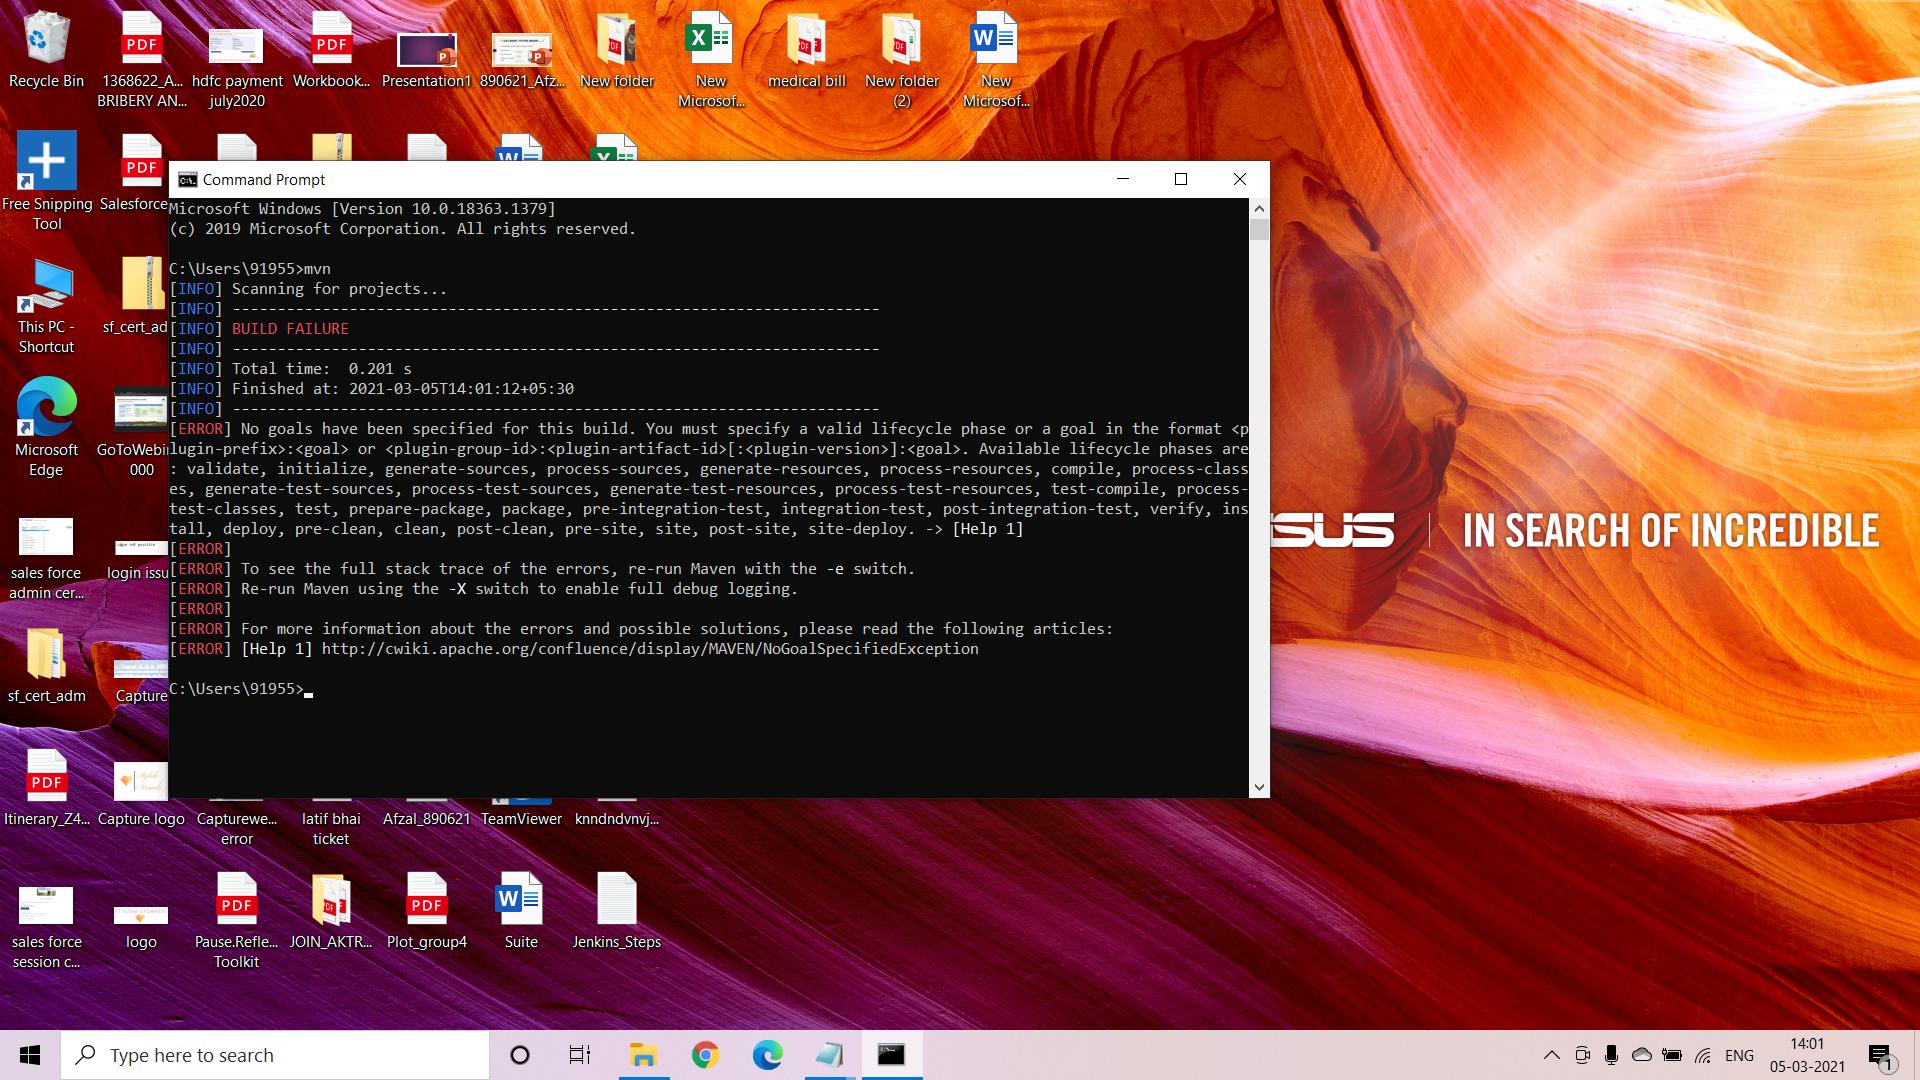 Recycle Bin
1368622_A...
BRIBERY AN...
hdfc payment
july2020
Workbook...
Presentation1
890621_Afz...
New folder
New
Microsof...
medical bill
New folder
(2)
New
Microsof...
Free Snipping
Tool
Salesforce
This PC -
Shortcut
sf_cert_ad
Microsoft
Edge
GoToWebi
000
sales force
admin cer...
login issu
sf_cert_adm
Capture
Command Prompt
Microsoft Windows [Version 10.0.18363.1379]
(c) 2019 Microsoft Corporation. All rights reserved.
C:\Users\91955>mvn
[INFO] Scanning for projects...
[INFO] ------------------------------------------------------------------------
[INFO] BUILD FAILURE
[INFO] ------------------------------------------------------------------------
[INFO] Total time:  0.201 s
[INFO] Finished at: 2021-03-05T14:01:12+05:30
[INFO] ------------------------------------------------------------------------
[ERROR] No goals have been specified for this build. You must specify a valid lifecycle phase or a goal in the format <p
lugin-prefix>:<goal> or <plugin-group-id>:<plugin-artifact-id>[:<plugin-version>]:<goal>. Available lifecycle phases are
: validate, initialize, generate-sources, process-sources, generate-resources, process-resources, compile, process-class
es, generate-test-sources, process-test-sources, generate-test-resources, process-test-resources, test-compile, process-
test-classes, test, prepare-package, package, pre-integration-test, integration-test, post-integration-test, verify, ins
tall, deploy, pre-clean, clean, post-clean, pre-site, site, post-site, site-deploy. -> [Help 1]
[ERROR]
[ERROR] To see the full stack trace of the errors, re-run Maven with the -e switch.
[ERROR] Re-run Maven using the -X switch to enable full debug logging.
[ERROR]
[ERROR] For more information about the errors and possible solutions, please read the following articles:
[ERROR] [Help 1] http://cwiki.apache.org/confluence/display/MAVEN/NoGoalSpecifiedException
C:\Users\91955>
SUS IN SEARCH OF INCREDIBLE
Itinerary_Z4...
Capture logo
Capturewe...
error
latif bhai
ticket
Afzal_890621
TeamViewer
knndndvnvj...
sales force
session c...
logo
Pause.Refle...
Toolkit
JOIN_AKTR...
Plot_group4
Suite
Jenkins_Steps
Type here to search
ENG
14:01
05-03-2021
1